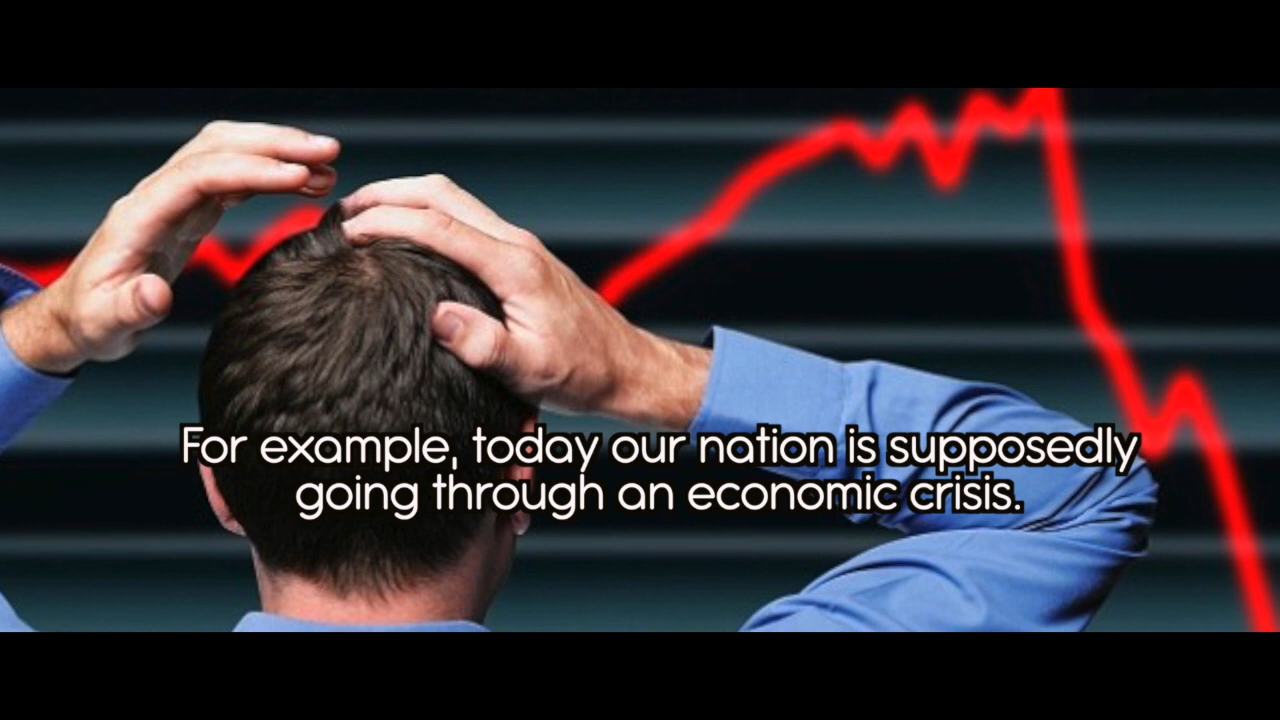 For example, today our nation is supposedly
going through an economic crisis.